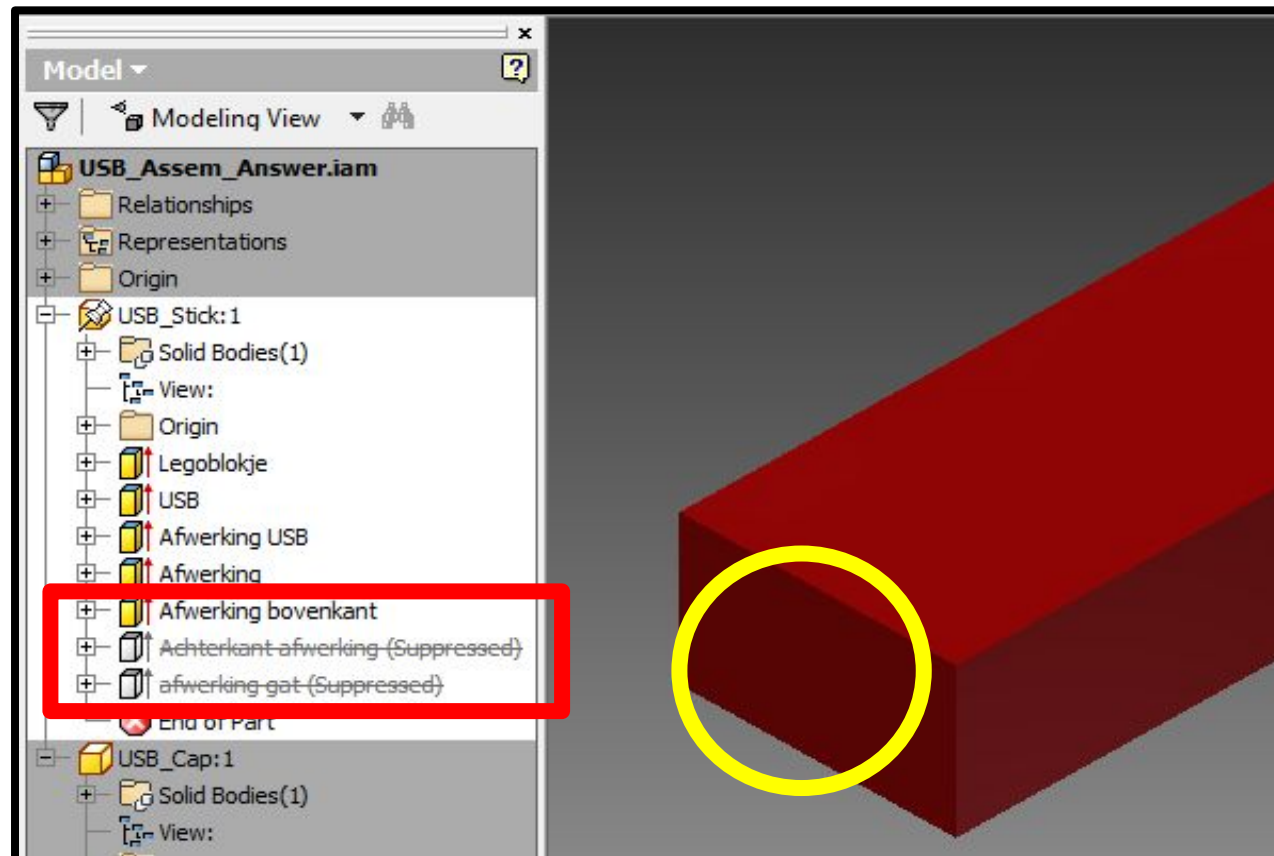 x
Model
?
Modeling View
USB_Assem_Answer.iam
Relationships
Representations
Origin
USB_Stick:1
Solid Bodies(1)
View:
Origin
Legoblokje
USB
Afwerking USB
Afwerking
Afwerking bovenkant
Achterkant afwerking (Suppressed)
afwerking gat (Suppressed)
End of Part
USB_Cap:1
Solid Bodies(1)
View: